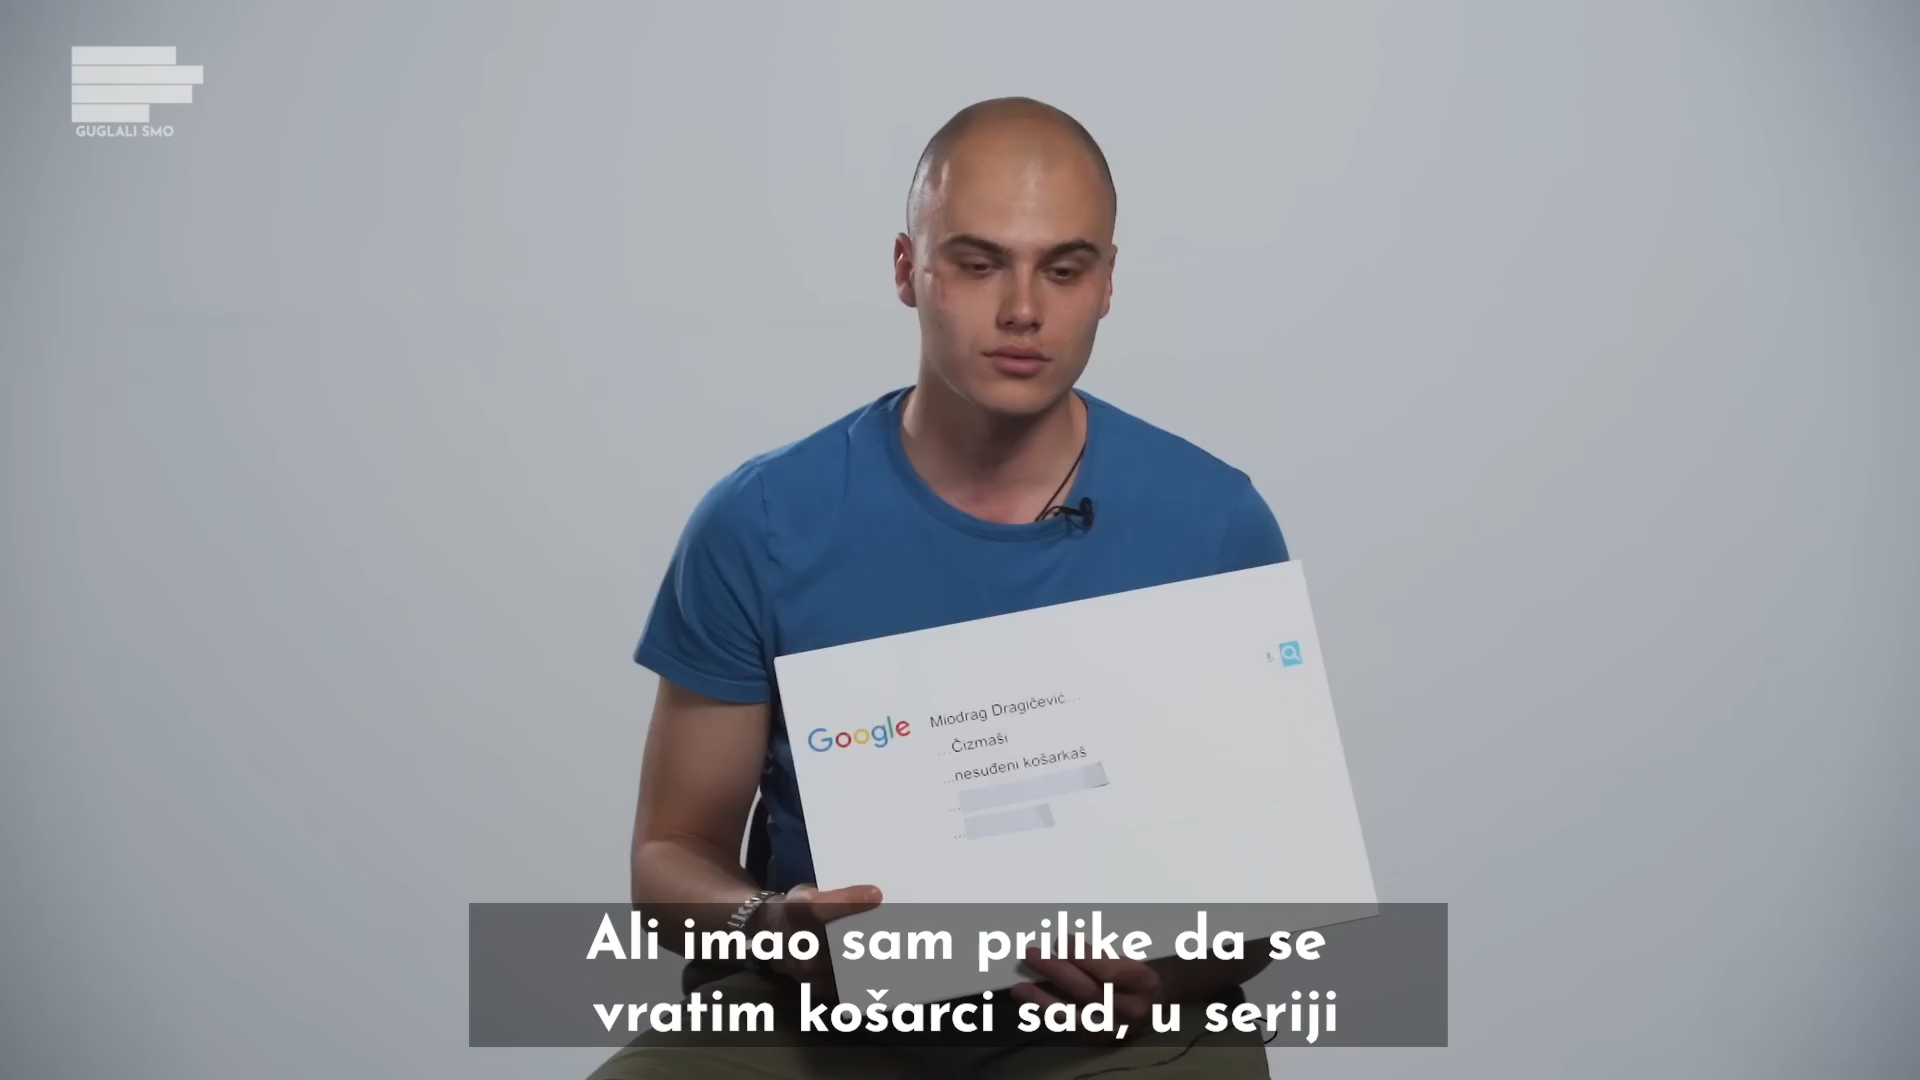 GUGLALI SMO
Google
Miodrag Dragičević...
...Čizmaši
...nesuđeni košarkaš
...
...
Ali imao sam prilike da se
vratim košarci sad, u seriji